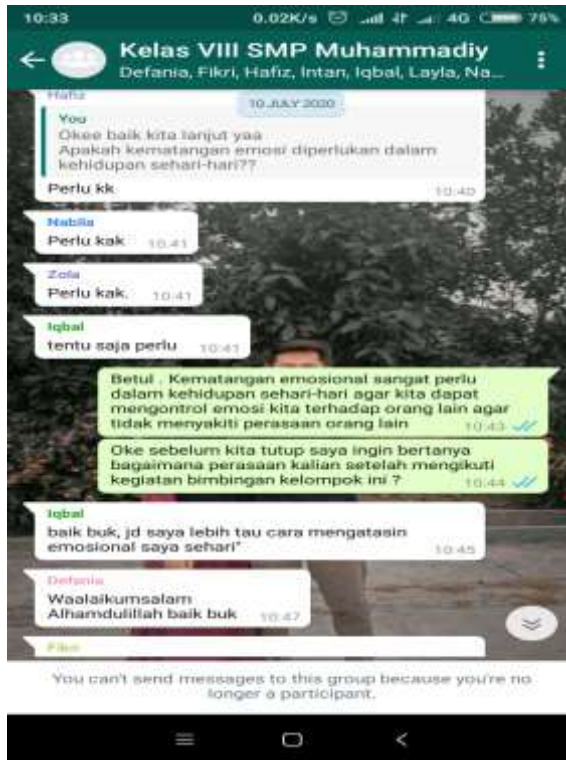 10:33
0.02K/s
4G
75%
Kelas VIII SMP Muhammadiy
Defania, Fikri, Hafiz, Intan, Iqbal, Layla, Na...
Hafiz
10 JULY 2020
You
Okee baik kita lanjut yaa
Apakah kematangan emosi diperlukan dalam
kehidupan sehari-hari??
Perlu kk
10:40
Nabila
Perlu kak
10:41
Zola
Perlu kak.
10:41
Iqbal
tentu saja perlu
10:41
Betul . Kematangan emosional sangat perlu
dalam kehidupan sehari-hari agar kita dapat
mengontrol emosi kita terhadap orang lain agar
tidak menyakiti perasaan orang lain
10:43
Oke sebelum kita tutup saya ingin bertanya
bagaimana perasaan kalian setelah mengikuti
kegiatan bimbingan kelompok ini ?
10:44
Iqbal
baik buk, jd saya lebih tau cara mengatasin
emosional saya sehari"
10:45
Defania
Waalaikumsalam
Alhamdulillah baik buk
10:47
Fikri
You can't send messages to this group because you're no
longer a participant.